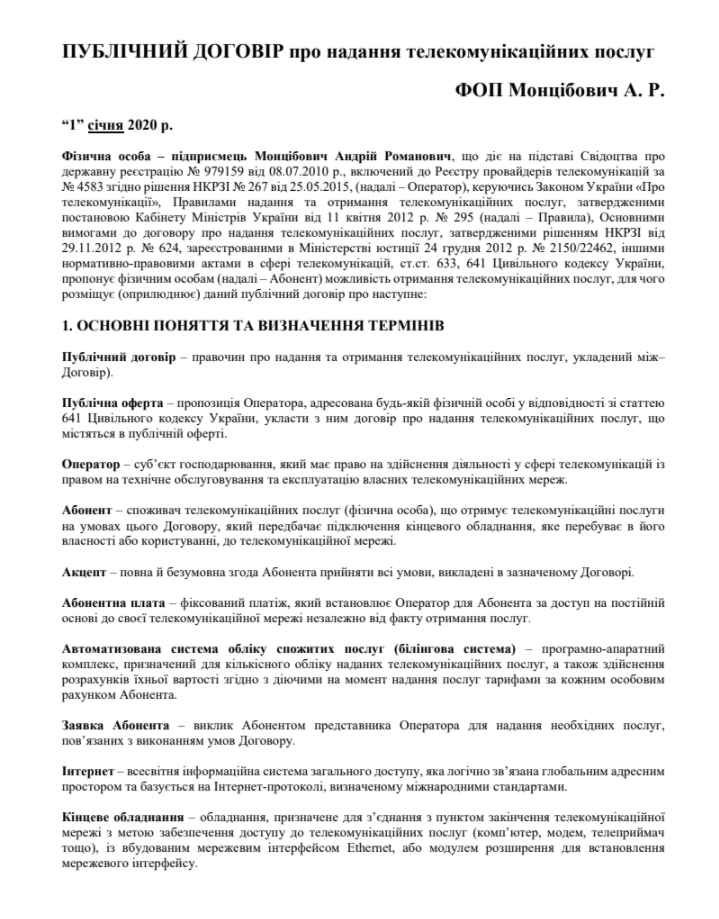 ПУБЛІЧНИЙ ДОГОВІР про надання телекомунікаційних послуг
ФОП Монцібович А. Р.
“1” січня 2020 р.
Фізична особа – підприємець Монцібович Андрій Романович, що діє на підставі Свідоцтва про
державну реєстрацію № 979159 від 08.07.2010 р., включений до Реєстру провайдерів телекомунікацій за
№ 4583 згідно рішення НКРЗІ № 267 від 25.05.2015, (надалі – Оператор), керуючись Законом України «Про
телекомунікації», Правилами надання та отримання телекомунікаційних послуг, затвердженими
постановою Кабінету Міністрів України від 11 квітня 2012 р. № 295 (надалі – Правила), Основними
вимогами до договору про надання телекомунікаційних послуг, затвердженими рішенням НКРЗІ від
29.11.2012 р. № 624, зареєстрованими в Міністерстві юстиції 24 грудня 2012 р. № 2150/22462, іншими
нормативно-правовими актами в сфері телекомунікацій, ст.ст. 633, 641 Цивільного кодексу України,
пропонує фізичним особам (надалі – Абонент) можливість отримання телекомунікаційних послуг, для чого
розміщує (оприлюднює) даний публічний договір про наступне:
1. ОСНОВНІ ПОНЯТТЯ ТА ВИЗНАЧЕННЯ ТЕРМІНІВ
Публічний договір – правочин про надання та отримання телекомунікаційних послуг, укладений між–
Договір).
Публічна оферта – пропозиція Оператора, адресована будь-якій фізичній особі у відповідності зі статтею
641 Цивільного кодексу України, укласти з ним договір про надання телекомунікаційних послуг, що
містяться в публічній оферті.
Оператор – суб’єкт господарювання, який має право на здійснення діяльності у сфері телекомунікацій із
правом на технічне обслуговування та експлуатацію власних телекомунікаційних мереж.
Абонент – споживач телекомунікаційних послуг (фізична особа), що отримує телекомунікаційні послуги
на умовах цього Договору, який передбачає підключення кінцевого обладнання, яке перебуває в його
власності або користуванні, до телекомунікаційної мережі.
Акцепт – повна й безумовна згода Абонента прийняти всі умови, викладені в зазначеному Договорі.
Абонентна плата – фіксований платіж, який встановлює Оператор для Абонента за доступ на постійній
основі до своєї телекомунікаційної мережі незалежно від факту отримання послуг.
Автоматизована система обліку спожитих послуг (білінгова система) – програмно-апаратний
комплекс, призначений для кількісного обліку наданих телекомунікаційних послуг, а також здійснення
розрахунків їхньої вартості згідно з діючими на момент надання послуг тарифами за кожним особовим
рахунком Абонента.
Заявка Абонента – виклик Абонентом представника Оператора для надання необхідних послуг,
пов’язаних з виконанням умов Договору.
Інтернет – всесвітня інформаційна система загального доступу, яка логічно зв’язана глобальним адресним
простором та базується на Інтернет-протоколі, визначеному міжнародними стандартами.
Кінцеве обладнання – обладнання, призначене для з’єднання з пунктом закінчення телекомунікаційної
мережі з метою забезпечення доступу до телекомунікаційних послуг (комп’ютер, модем, телеприймач
тощо), із вбудованим мережевим інтерфейсом Ethernet, або модулем розширення для встановлення
мережевого інтерфейсу.